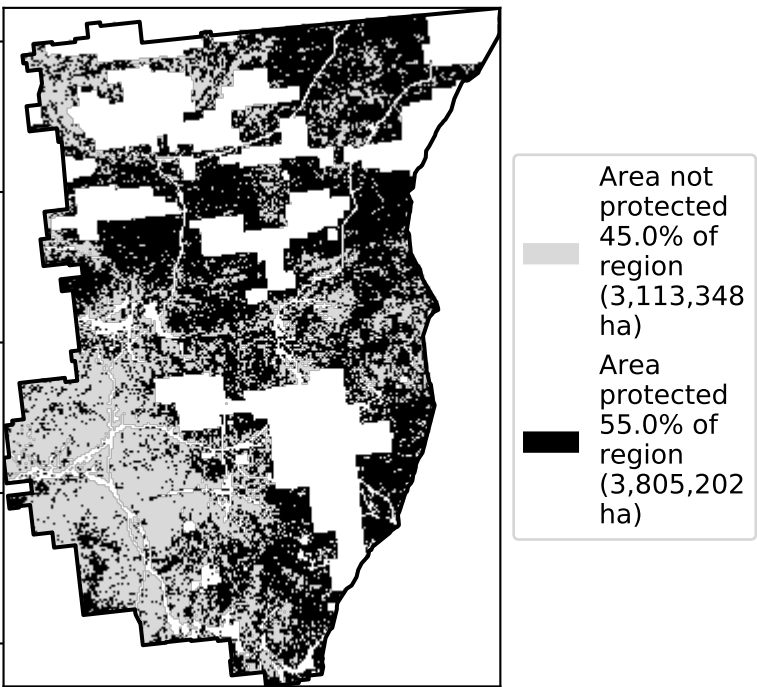 Area not
protected
45.0% of
region
(3,113,348
ha)
Area
protected
55.0% of
region
(3,805,202
ha)